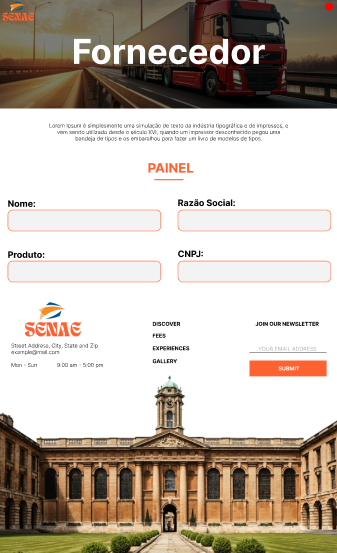 SENAC
Fornecedor
Lorem Ipsum é simplesmente uma simulação de texto da indústria tipográfica e de impressos, e
vem sendo utilizado desde o século XVI, quando um impressor desconhecido pegou uma
bandeja de tipos e os embaralhou para fazer um livro de modelos de tipos.
PAINEL
Nome:
Razão Social:
Produto:
CNPJ:
SENAC
Street Address, City, State and Zip
example@mail.com
Mon - Sun 9:00 am - 5:00 pm
DISCOVER
FEES
EXPERIENCES
GALLERY
JOIN OUR NEWSLETTER
YOUR EMAIL ADDRESS
SUBMIT